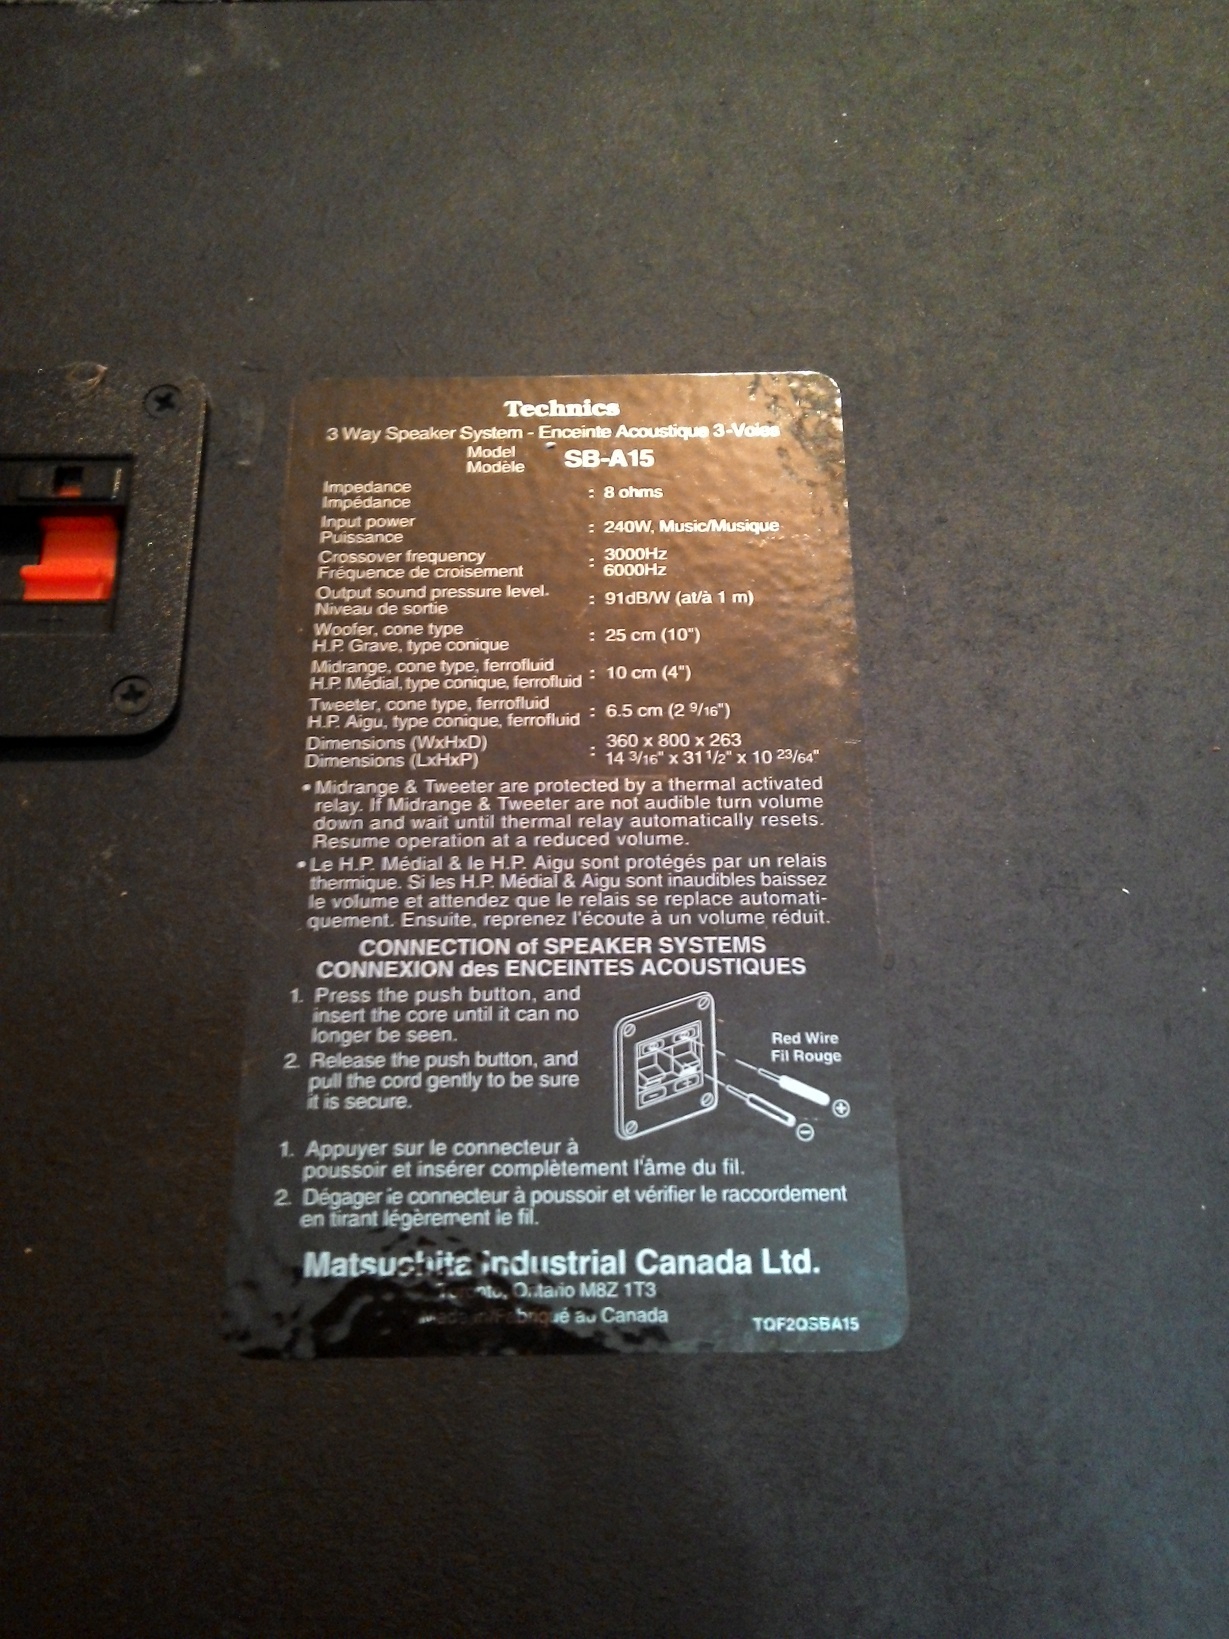 Technics
3 Way Speaker System - Enceinte Acoustique 3-Voies
Model
Modèle
SB-A15
Impedance
Impédance
: 8 ohms
Input power
Puissance
: 240W, Music/Musique
Crossover frequency
Fréquence de croisement
: 3000Hz
6000Hz
Output sound pressure level.
Niveau de sortie
: 91dB/W (at/à 1 m)
Woofer, cone type
H.P. Grave, type conique
: 25 cm (10")
Midrange, cone type, ferrofluid
H.P. Médial, type conique, ferrofluid
: 10 cm (4")
Tweeter, cone type, ferrofluid
H.P. Aigu, type conique, ferrofluid
: 6.5 cm (2 9/16")
Dimensions (WxHxD)
Dimensions (LxHxP)
: 360 x 800 x 263
14 3/16" x 31 1/2" x 10 23/64"
• Midrange & Tweeter are protected by a thermal activated
relay. If Midrange & Tweeter are not audible turn volume
down and wait until thermal relay automatically resets.
Resume operation at a reduced volume.
• Le H.P. Médial & le H.P. Aigu sont protégés par un relais
thermique. Si les H.P. Médial & Aigu sont inaudibles baissez
le volume et attendez que le relais se replace automati-
quement. Ensuite, reprenez l'écoute à un volume réduit.
CONNECTION of SPEAKER SYSTEMS
CONNEXION des ENCEINTES ACOUSTIQUES
1. Press the push button, and
insert the core until it can no
longer be seen.
2. Release the push button, and
pull the cord gently to be sure
it is secure.
Red Wire
Fil Rouge
+
−
1. Appuyer sur le connecteur à
poussoir et insérer complètement l'âme du fil.
2. Dégager le connecteur à poussoir et vérifier le raccordement
en tirant légèrement le fil.
Matsuchita Industrial Canada Ltd.
Toronto, Ontario M8Z 1T3
Made in/Fabriqué au Canada
TQF2QSBA15